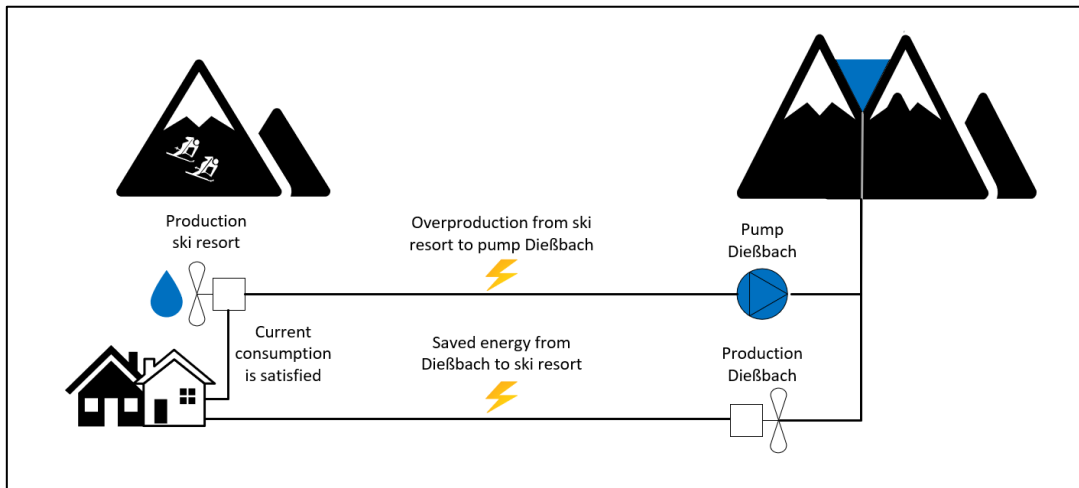 Production
ski resort
Overproduction from ski
resort to pump Dießbach
Pump
Dießbach
Current
consumption
is satisfied
Saved energy from
Dießbach to ski resort
Production
Dießbach